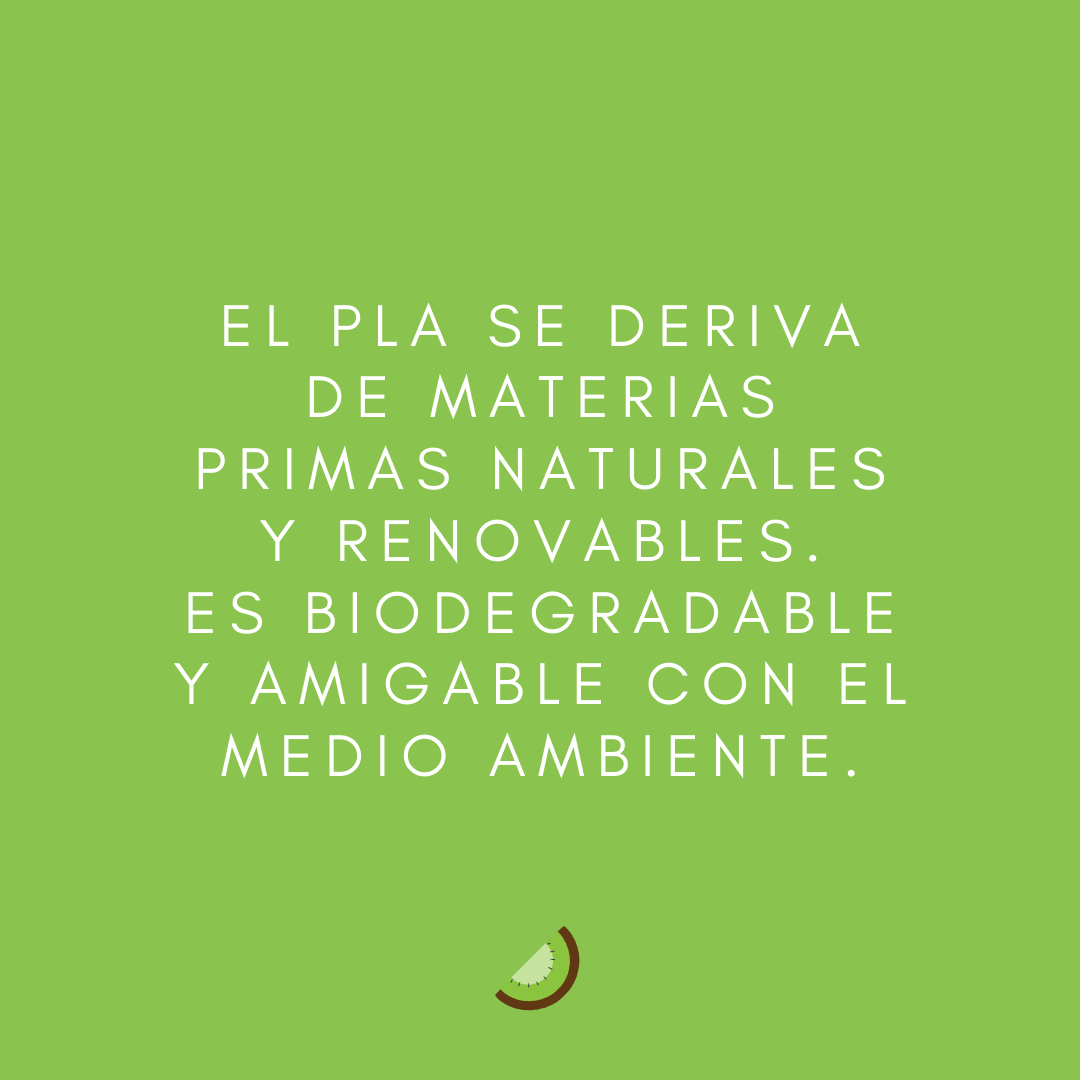 EL PLA SE DERIVA
DE MATERIAS
PRIMAS NATURALES
Y RENOVABLES.
ES BIODEGRADABLE
Y AMIGABLE CON EL
MEDIO AMBIENTE.